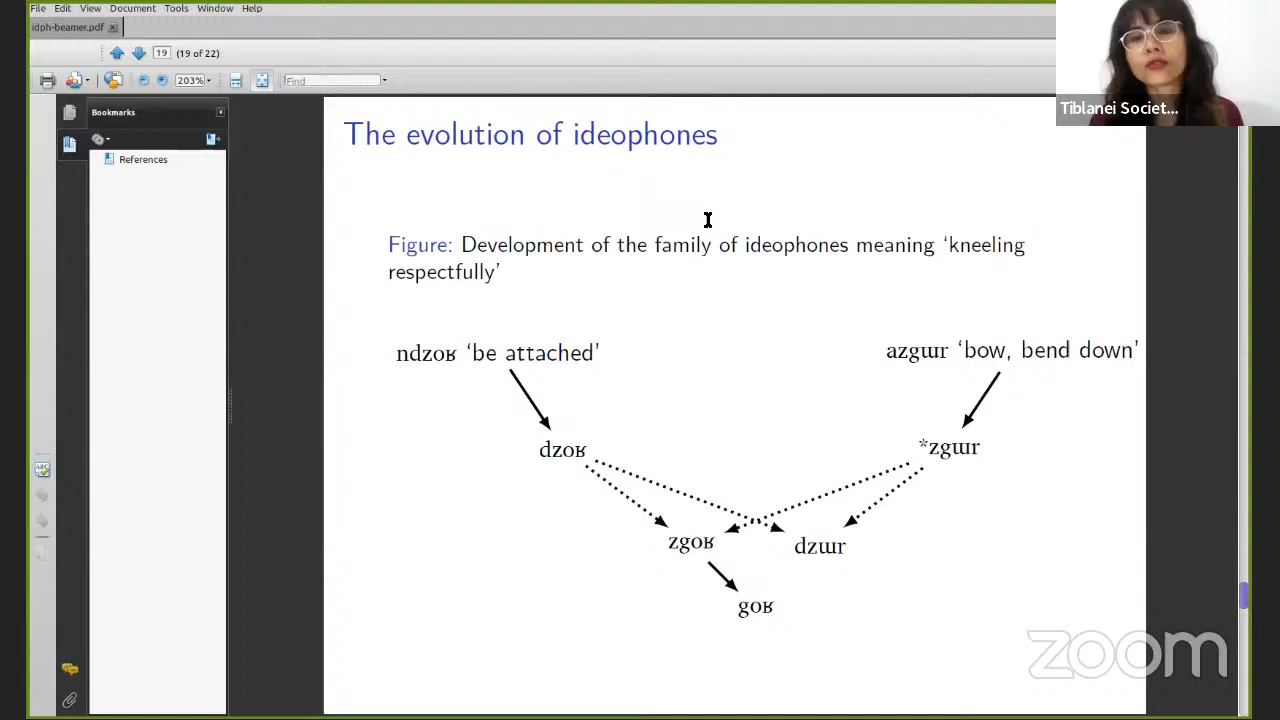 File Edit View Document Tools Window Help
idph-beamer.pdf
19 (19 of 22)
203%
Find
Bookmarks
References
Tiblanei Societ...
The evolution of ideophones
Figure: Development of the family of ideophones meaning ‘kneeling
respectfully’
ndzoʁ ‘be attached’
azgɯr ‘bow, bend down’
dzoʁ
*zgɯr
zgoʁ
dzɯr
goʁ
ABC
zoom